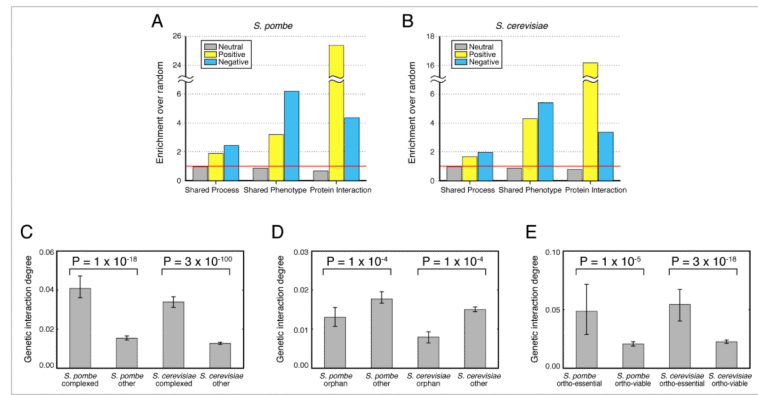 A
S. pombe
Enrichment over random
26
24
6
4
2
0
Neutral
Positive
Negative
Shared Process Shared Phenotype Protein Interaction
B
S. cerevisiae
Enrichment over random
18
16
6
4
2
0
Neutral
Positive
Negative
Shared Process Shared Phenotype Protein Interaction
C
Genetic interaction degree
0.06
0.04
0.02
0.00
P = 1 x 10-18 P = 3 x 10-100
S. pombe S. pombe S. cerevisiae S. cerevisiae
complexed other complexed other
D
Genetic interaction degree
0.03
0.02
0.01
0.00
P = 1 x 10-4 P = 1 x 10-4
S. pombe S. pombe S. cerevisiae S. cerevisiae
orphan other orphan other
E
Genetic interaction degree
0.10
0.05
0.00
P = 1 x 10-5 P = 3 x 10-18
S. pombe S. pombe S. cerevisiae S. cerevisiae
ortho-essential ortho-viable ortho-essential ortho-viable